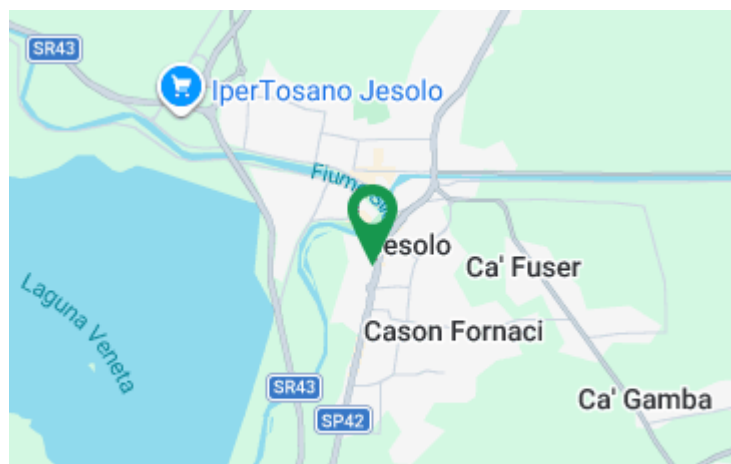 SR43
IperTosano Jesolo
Fiume
Jesolo
Ca' Fuser
Laguna Veneta
Cason Fornaci
SR43
Ca' Gamba
SP42